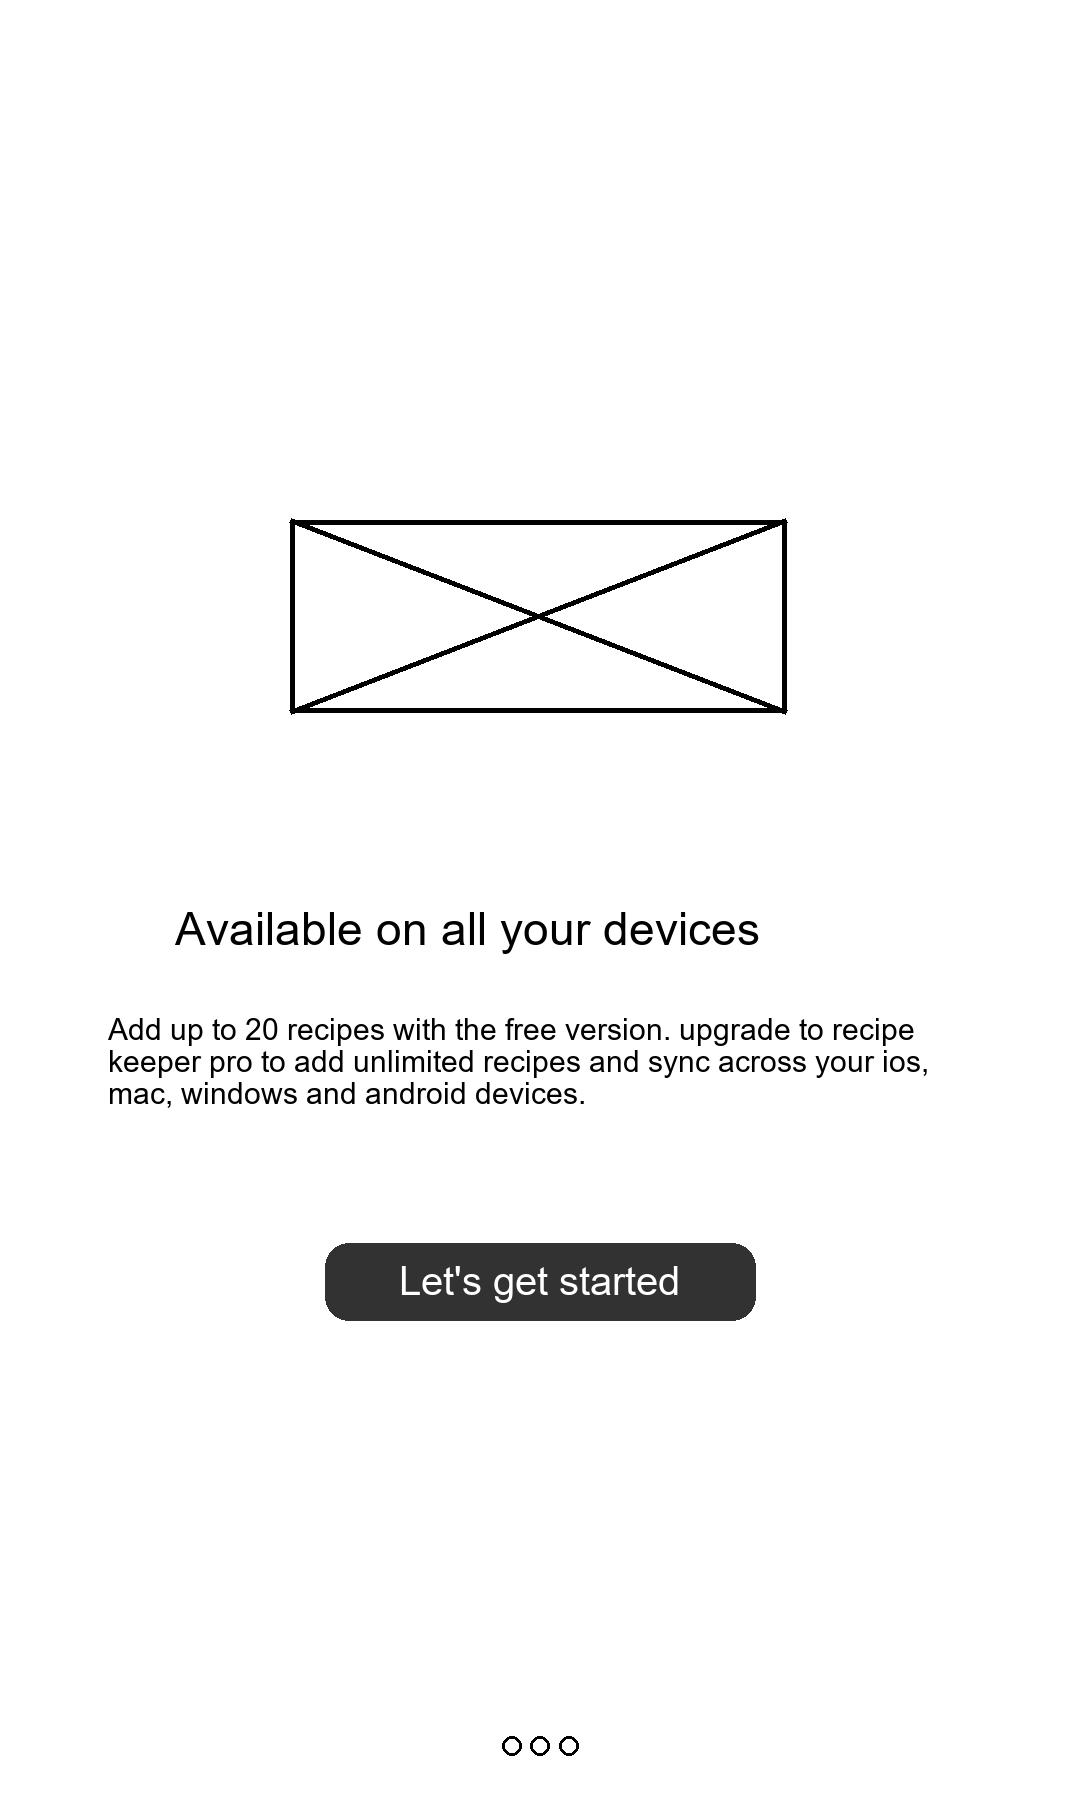 Available on all your devices
Add up to 20 recipes with the free version. upgrade to recipe
keeper pro to add unlimited recipes and sync across your ios,
mac, windows and android devices.
Let's get started